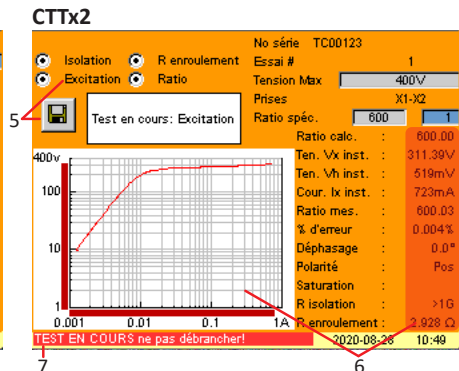 CTTx2
No série TC00123
Isolation R enroulement Essai # 1
Excitation Ratio Tension Max 400V
Prises X1-X2
5 Test en cours: Excitation Ratio spéc. 600 1
Ratio calc. : 600.00
400v Ten. Vx inst. : 311.39V
Ten. Vh inst. : 519mV
100 Cour. Ix inst. : 723mA
Ratio mes. : 600.03
% d'erreur : 0.004%
10 Déphasage : 0.0°
Polarité : Pos
Saturation :
1 R isolation : >1G
0.001 0.01 0.1 1A R enroulement : 2.928 Ω
TEST EN COURS ne pas débrancher! 2020-08-26 10:49
7 6